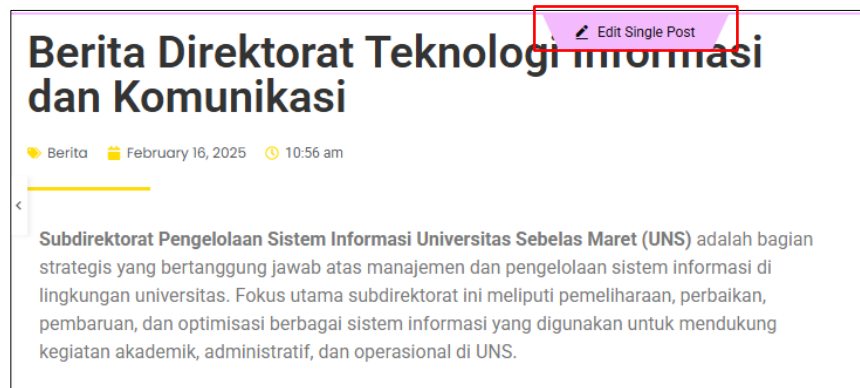 Edit Single Post
Berita Direktorat Teknologi Informasi
dan Komunikasi
Berita February 16, 2025 10:56 am
Subdirektorat Pengelolaan Sistem Informasi Universitas Sebelas Maret (UNS) adalah bagian
strategis yang bertanggung jawab atas manajemen dan pengelolaan sistem informasi di
lingkungan universitas. Fokus utama subdirektorat ini meliputi pemeliharaan, perbaikan,
pembaruan, dan optimisasi berbagai sistem informasi yang digunakan untuk mendukung
kegiatan akademik, administratif, dan operasional di UNS.